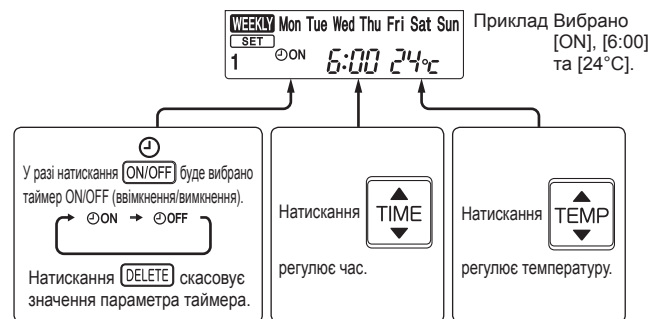 WEEKLY Mon Tue Wed Thu Fri Sat Sun
SET
1 ON 6:00 24°C
Приклад Вибрано
[ON], [6:00]
та [24°C].
У разі натискання ON/OFF буде вибрано
таймер ON/OFF (ввімкнення/вимкнення).
ON → OFF
Натискання DELETE скасовує
значення параметра таймера.
Натискання ▲ TIME ▼
регулює час.
Натискання ▲ TEMP ▼
регулює температуру.